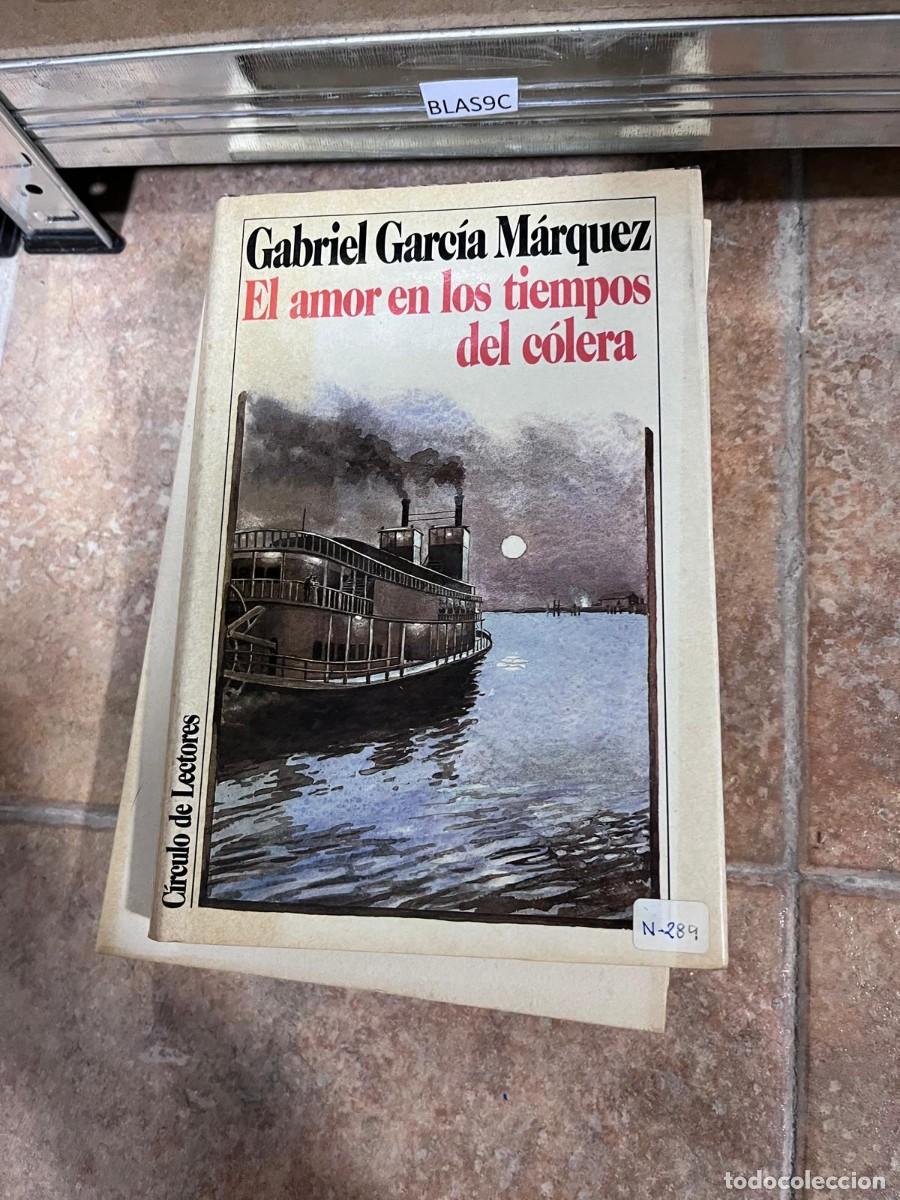 BLAS9C
Gabriel García Márquez
El amor en los tiempos
del cólera
Círculo de Lectores
N-289
todocoleccion